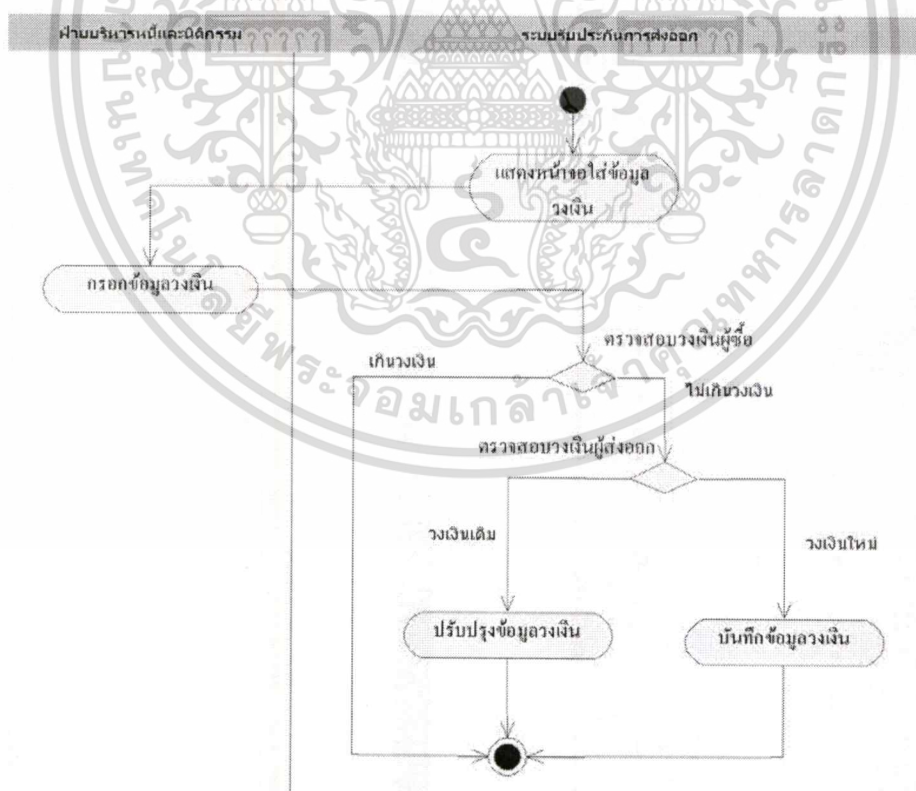 ฝ่ายบริหารหนี้และนิติกรรม
ระบบรับประกันการส่งออก
แสดงหน้าจอใส่ข้อมูล
วงเงิน
กรอกข้อมูลวงเงิน
ตรวจสอบวงเงินผู้ซื้อ
เกินวงเงิน
ไม่เกินวงเงิน
ตรวจสอบวงเงินผู้ส่งออก
วงเงินเดิม
วงเงินใหม่
ปรับปรุงข้อมูลวงเงิน
บันทึกข้อมูลวงเงิน